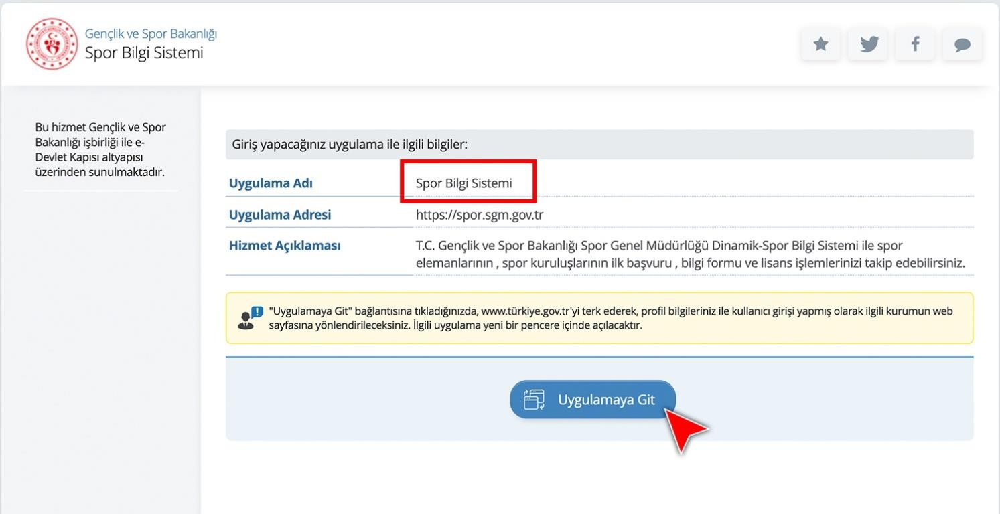 Gençlik ve Spor Bakanlığı
Spor Bilgi Sistemi
Bu hizmet Gençlik ve Spor
Bakanlığı işbirliği ile e-
Devlet Kapısı altyapısı
üzerinden sunulmaktadır.
Giriş yapacağınız uygulama ile ilgili bilgiler:
Uygulama Adı
Spor Bilgi Sistemi
Uygulama Adresi
https://spor.sgm.gov.tr
Hizmet Açıklaması
T.C. Gençlik ve Spor Bakanlığı Spor Genel Müdürlüğü Dinamik-Spor Bilgi Sistemi ile spor
elemanlarının , spor kuruluşlarının ilk başvuru , bilgi formu ve lisans işlemlerinizi takip edebilirsiniz.
"Uygulamaya Git" bağlantısına tıkladığınızda, www.türkiye.gov.tr'yi terk ederek, profil bilgileriniz ile kullanıcı girişi yapmış olarak ilgili kurumun web
sayfasına yönlendirileceksiniz. İlgili uygulama yeni bir pencere içinde açılacaktır.
Uygulamaya Git